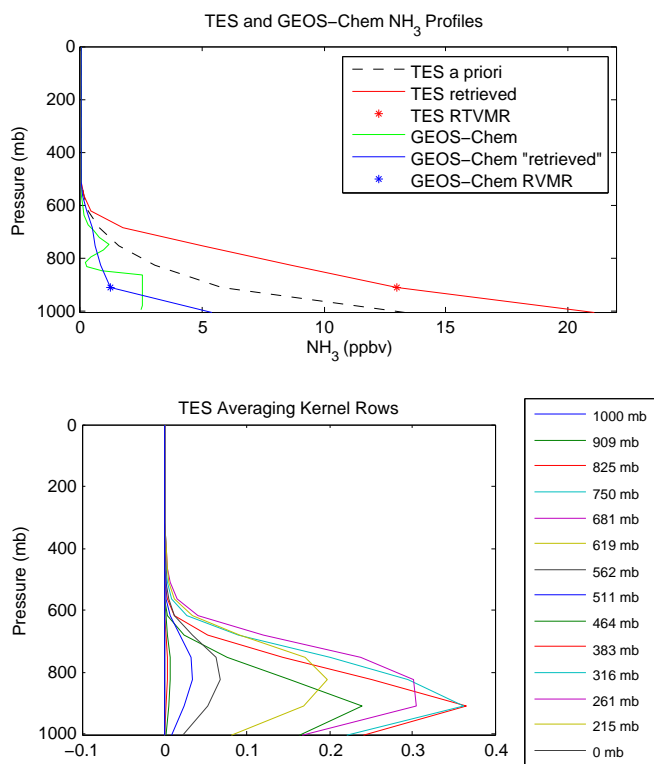 TES and GEOS−Chem NH3 Profiles
0
200
400
600
800
1000
Pressure (mb)
TES a priori
TES retrieved
TES RTVMR
GEOS−Chem
GEOS−Chem "retrieved"
GEOS−Chem RVMR
0
5
10
15
20
NH3 (ppbv)
TES Averaging Kernel Rows
0
200
400
600
800
1000
Pressure (mb)
−0.1
0
0.1
0.2
0.3
0.4
1000 mb
909 mb
825 mb
750 mb
681 mb
619 mb
562 mb
511 mb
464 mb
383 mb
316 mb
261 mb
215 mb
0 mb